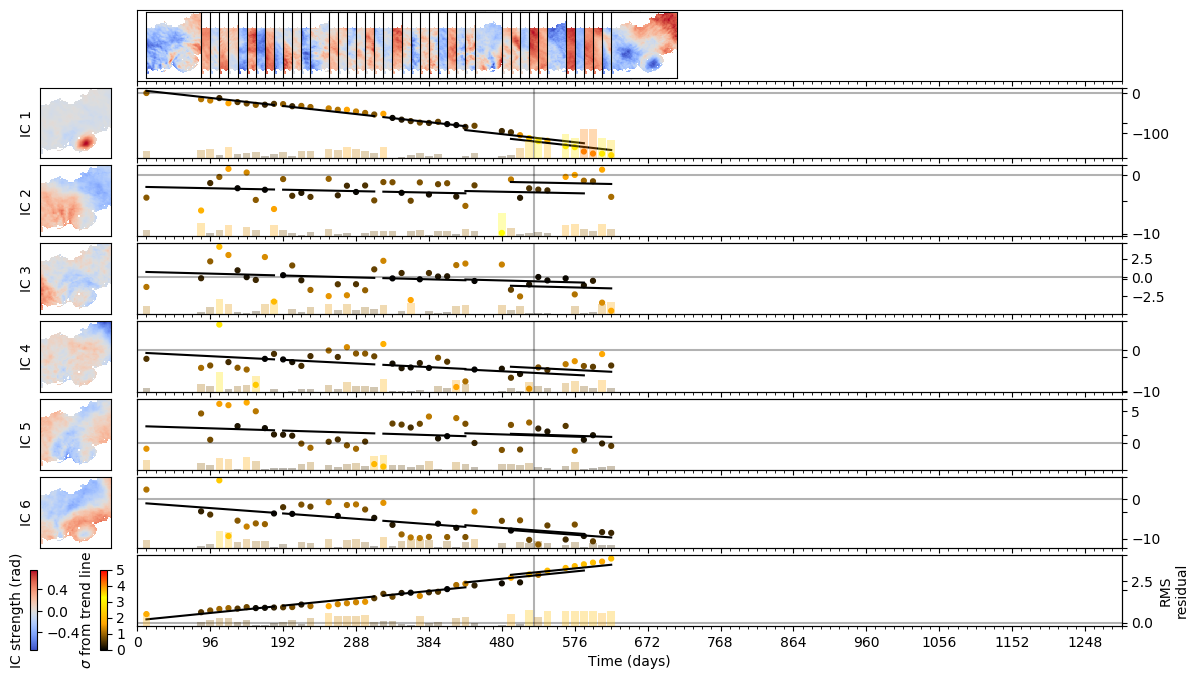 IC 1
0
−100
IC 2
0
−10
IC 3
2.5
0.0
−2.5
IC 4
0
−10
IC 5
5
0
IC 6
0
−10
IC strength (rad)
0.4
0.0
−0.4
σ from trend line
5
4
3
2
1
0
2.5
0.0
RMS
residual
0 96 192 288 384 480 576 672 768 864 960 1056 1152 1248
Time (days)